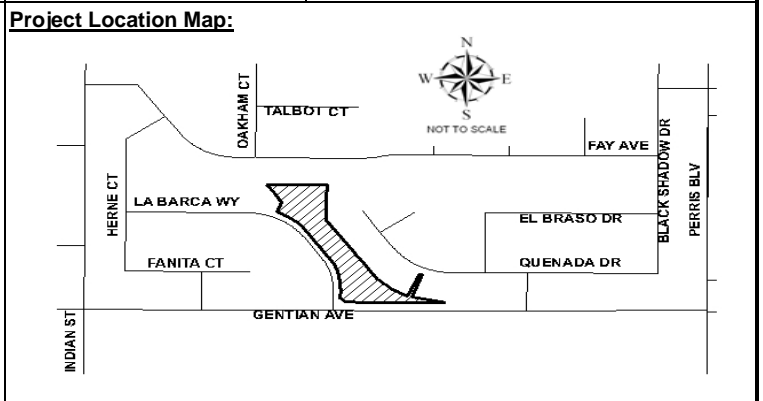 Project Location Map:
N
W E
S
NOT TO SCALE
OAKHAM CT
TALBOT CT
FAY AVE
BLACK SHADOW DR
PERRIS BLV
HERNE CT
LA BARCA WY
EL BRASO DR
FANITA CT
QUENADA DR
GENTIAN AVE
INDIAN ST